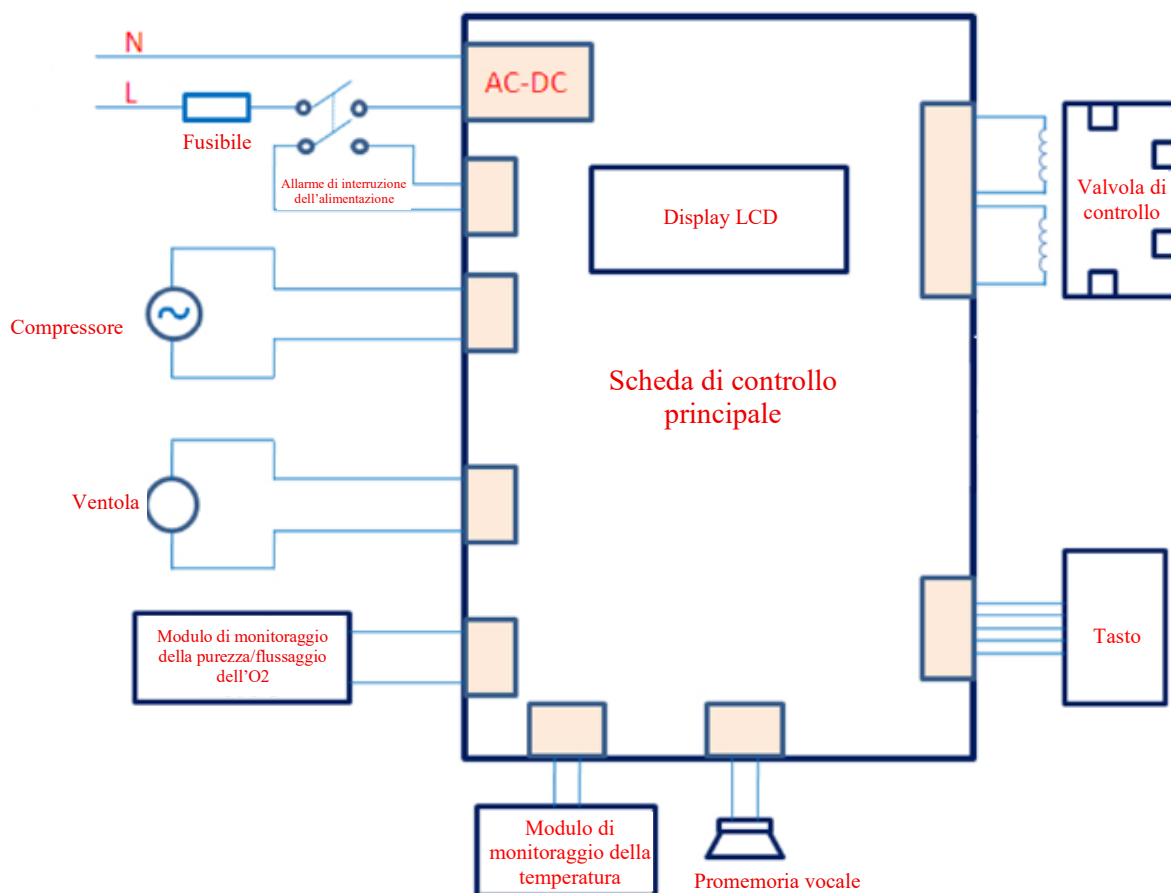 N
AC-DC
L
Fusibile
Allarme di interruzione
dell’alimentazione
Display LCD
Valvola di
controllo
Compressore
Scheda di controllo
principale
Ventola
Modulo di monitoraggio
della purezza/flussaggio
dell’O2
Tasto
Modulo di
monitoraggio della
temperatura
Promemoria vocale